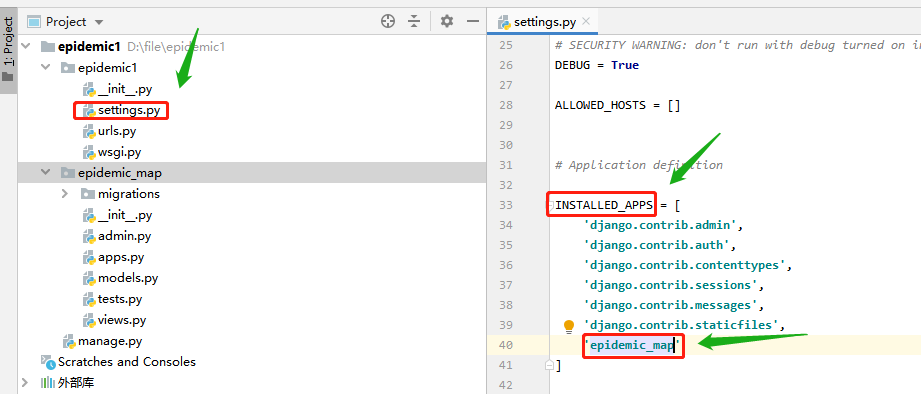 1: Project
Project
epidemic1 D:\file\epidemic1
epidemic1
__init__.py
settings.py
urls.py
wsgi.py
epidemic_map
migrations
__init__.py
admin.py
apps.py
models.py
tests.py
views.py
manage.py
Scratches and Consoles
外部库
settings.py
25 # SECURITY WARNING: don't run with debug turned on i
26 DEBUG = True
27
28 ALLOWED_HOSTS = []
29
30
31 # Application definition
32
33 INSTALLED_APPS = [
34 'django.contrib.admin',
35 'django.contrib.auth',
36 'django.contrib.contenttypes',
37 'django.contrib.sessions',
38 'django.contrib.messages',
39 'django.contrib.staticfiles',
40 'epidemic_map'
41 ]
42